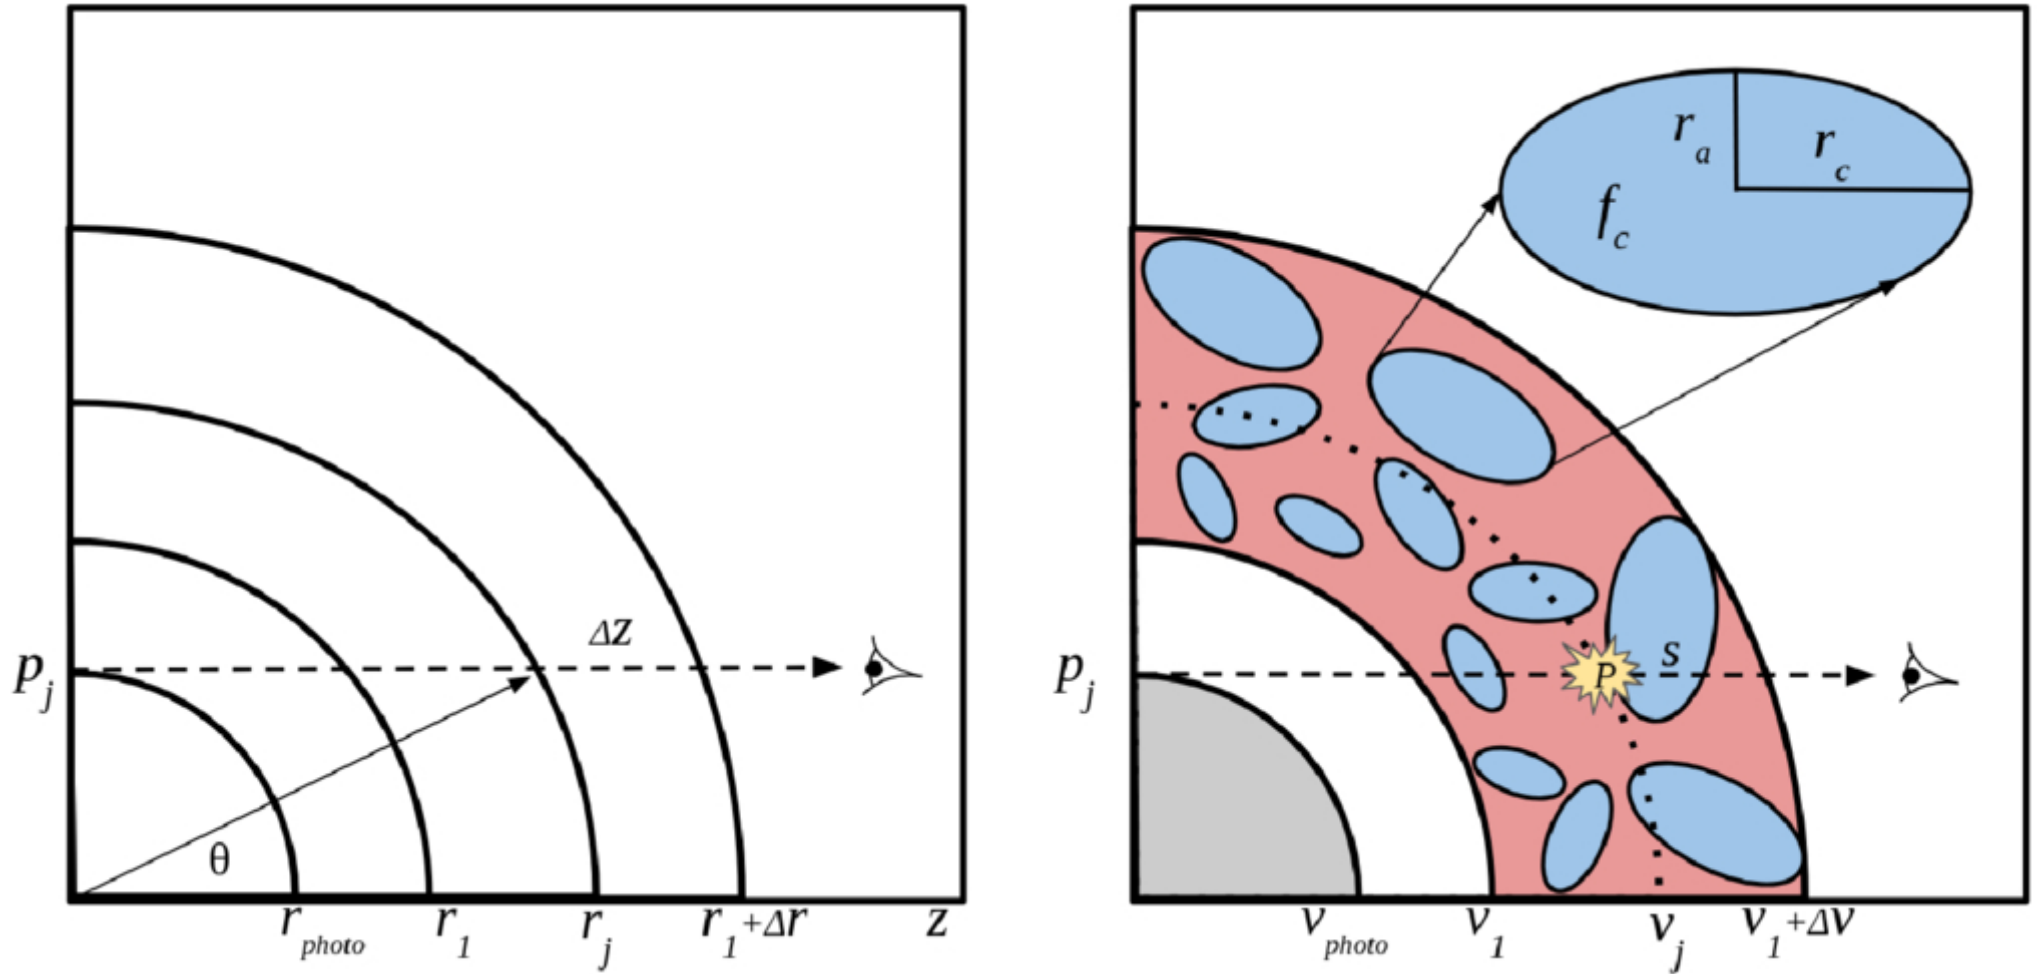 Δz
p_j
θ
r_photo r_1 r_j r_1+Δr z
r_a r_c
f_c
P s
p_j
v_photo v_1 v_j v_1+Δv